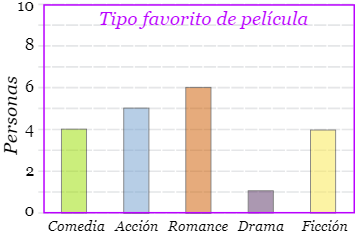 Tipo favorito de película
Personas
10
8
6
4
2
0
Comedia Acción Romance Drama Ficción